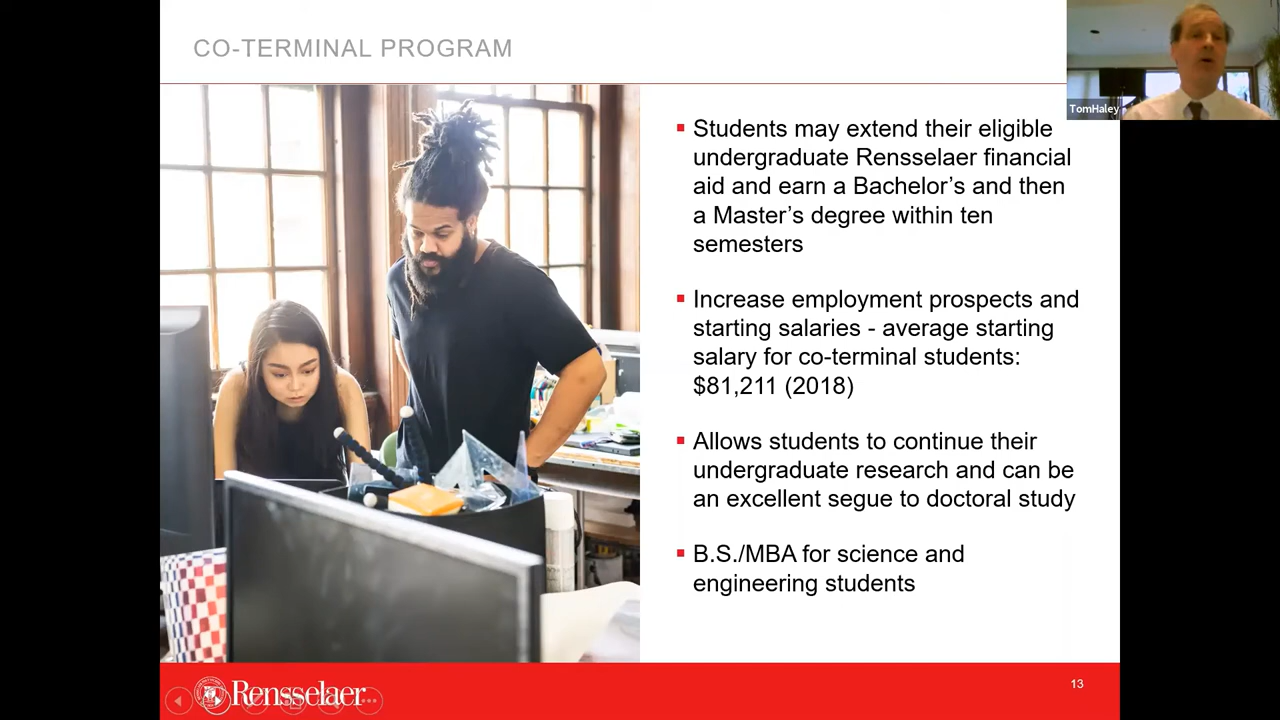 CO-TERMINAL PROGRAM
TomHaley
Students may extend their eligible
undergraduate Rensselaer financial
aid and earn a Bachelor’s and then
a Master’s degree within ten
semesters
Increase employment prospects and
starting salaries - average starting
salary for co-terminal students:
$81,211 (2018)
Allows students to continue their
undergraduate research and can be
an excellent segue to doctoral study
B.S./MBA for science and
engineering students
Rensselaer
13